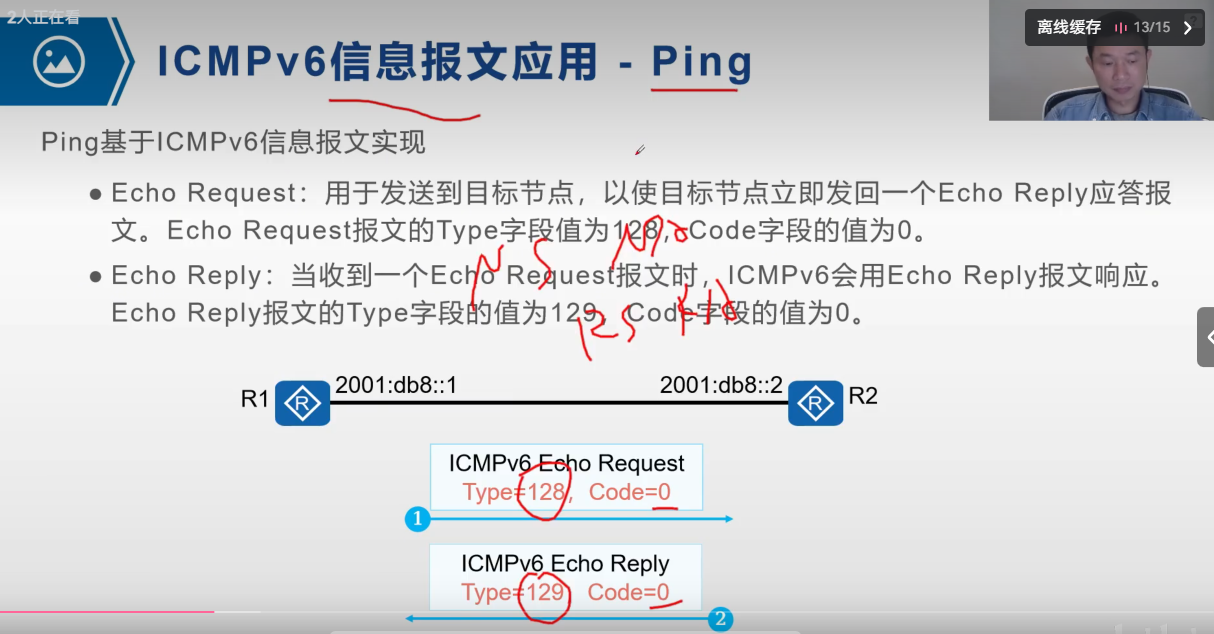 2人正在看
离线缓存 13/15
ICMPv6信息报文应用 - Ping
Ping基于ICMPv6信息报文实现
● Echo Request：用于发送到目标节点，以使目标节点立即发回一个Echo Reply应答报
文。Echo Request报文的Type字段值为128，Code字段的值为0。
● Echo Reply：当收到一个Echo Request报文时，ICMPv6会用Echo Reply报文响应。
Echo Reply报文的Type字段的值为129，Code字段的值为0。
NS NA
RS RA
2001:db8::1 2001:db8::2
R1 R R R2
ICMPv6 Echo Request
Type=128, Code=0
1
ICMPv6 Echo Reply
Type=129 Code=0
2